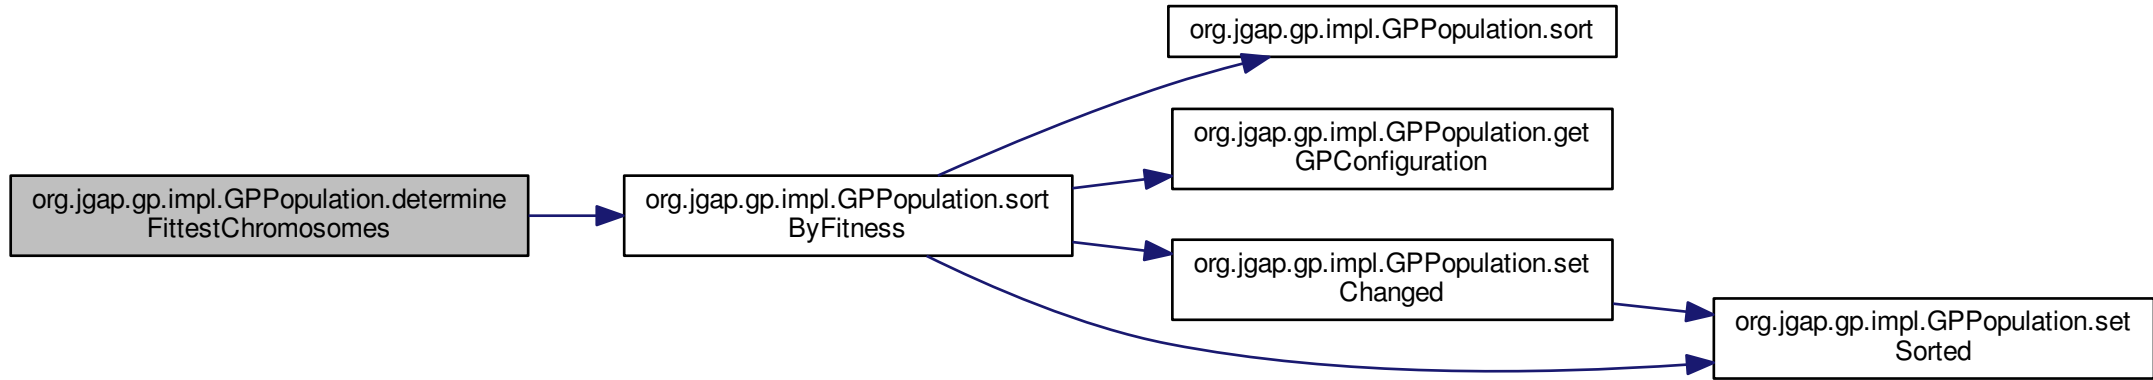 org.jgap.gp.impl.GPPopulation.sort
org.jgap.gp.impl.GPPopulation.get
GPConfiguration
org.jgap.gp.impl.GPPopulation.determine
FittestChromosomes
org.jgap.gp.impl.GPPopulation.sort
ByFitness
org.jgap.gp.impl.GPPopulation.set
Changed
org.jgap.gp.impl.GPPopulation.set
Sorted